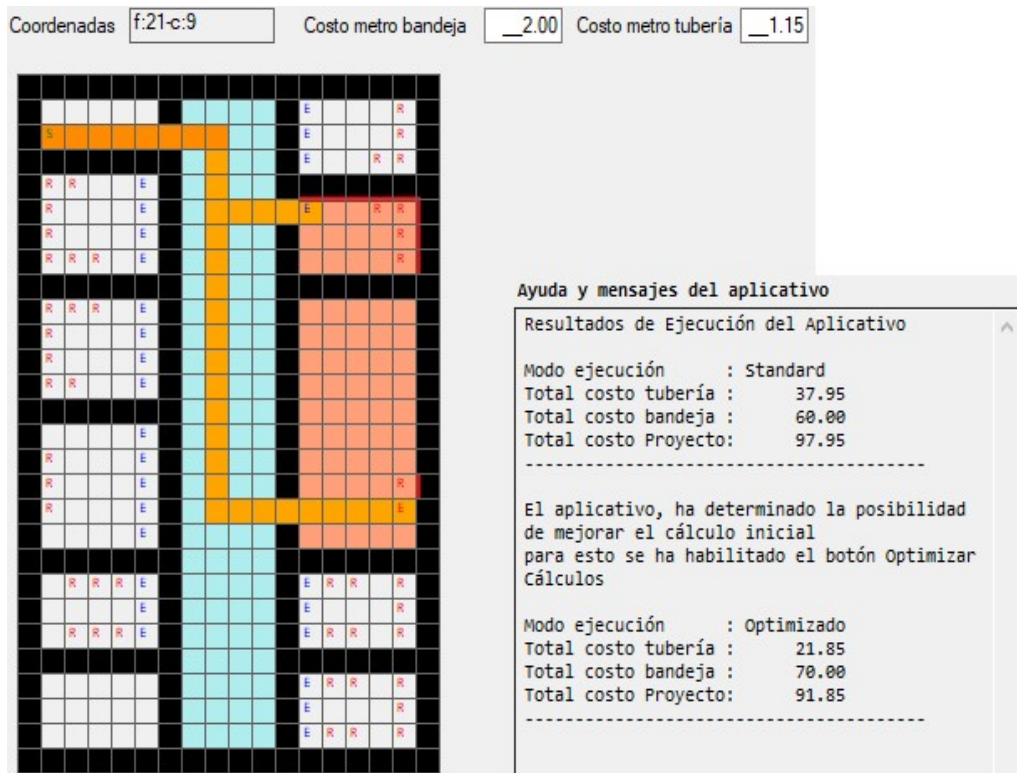 Coordenadas f:21-c:9 Costo metro bandeja __2.00 Costo metro tubería __1.15
E R
S E R
E R R
R R E
R E E R R
R E R
R R R E R
R R R E
R E
R E
R R E
E
R E
R E R
R E E
E
R R R E E R R R
E E R
R R R E E R R R
E R R R
E R
E R R R
Ayuda y mensajes del aplicativo
Resultados de Ejecución del Aplicativo
Modo ejecución : Standard
Total costo tubería : 37.95
Total costo bandeja : 60.00
Total costo Proyecto: 97.95
----------------------------------------
El aplicativo, ha determinado la posibilidad
de mejorar el cálculo inicial
para esto se ha habilitado el botón Optimizar
Cálculos
Modo ejecución : Optimizado
Total costo tubería : 21.85
Total costo bandeja : 70.00
Total costo Proyecto: 91.85
----------------------------------------